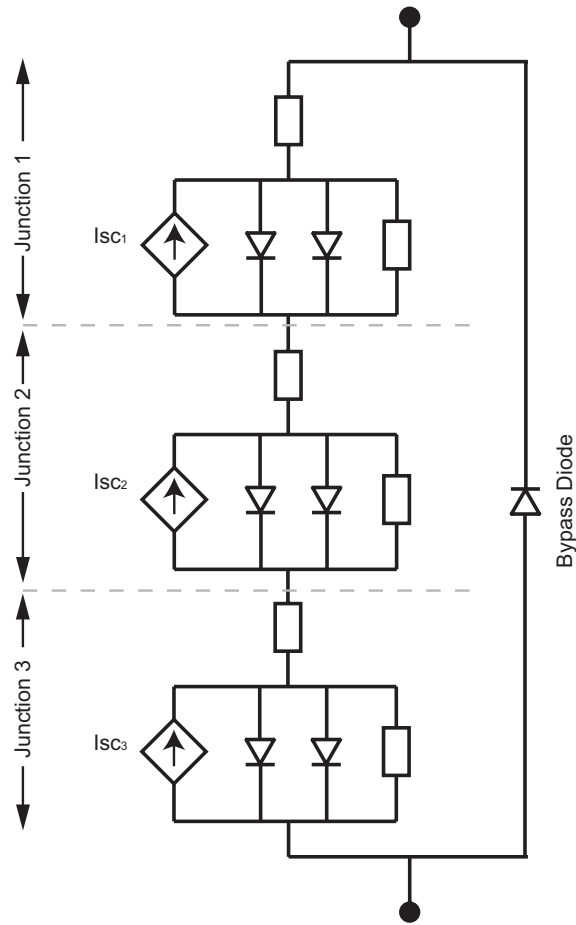 Junction 1
Isc1
Junction 2
Isc2
Bypass Diode
Junction 3
Isc3